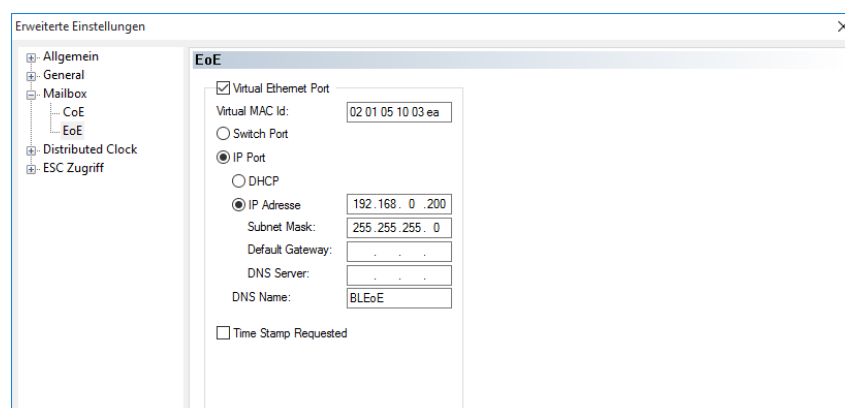 Erweiterte Einstellungen
Allgemein
General
Mailbox
CoE
EoE
Distributed Clock
ESC Zugriff
EoE
Virtual Ethernet Port
Virtual MAC Id: 02 01 05 10 03 ea
Switch Port
IP Port
DHCP
IP Adresse 192.168. 0 .200
Subnet Mask: 255.255.255. 0
Default Gateway: . . .
DNS Server: . . .
DNS Name: BLEoE
Time Stamp Requested